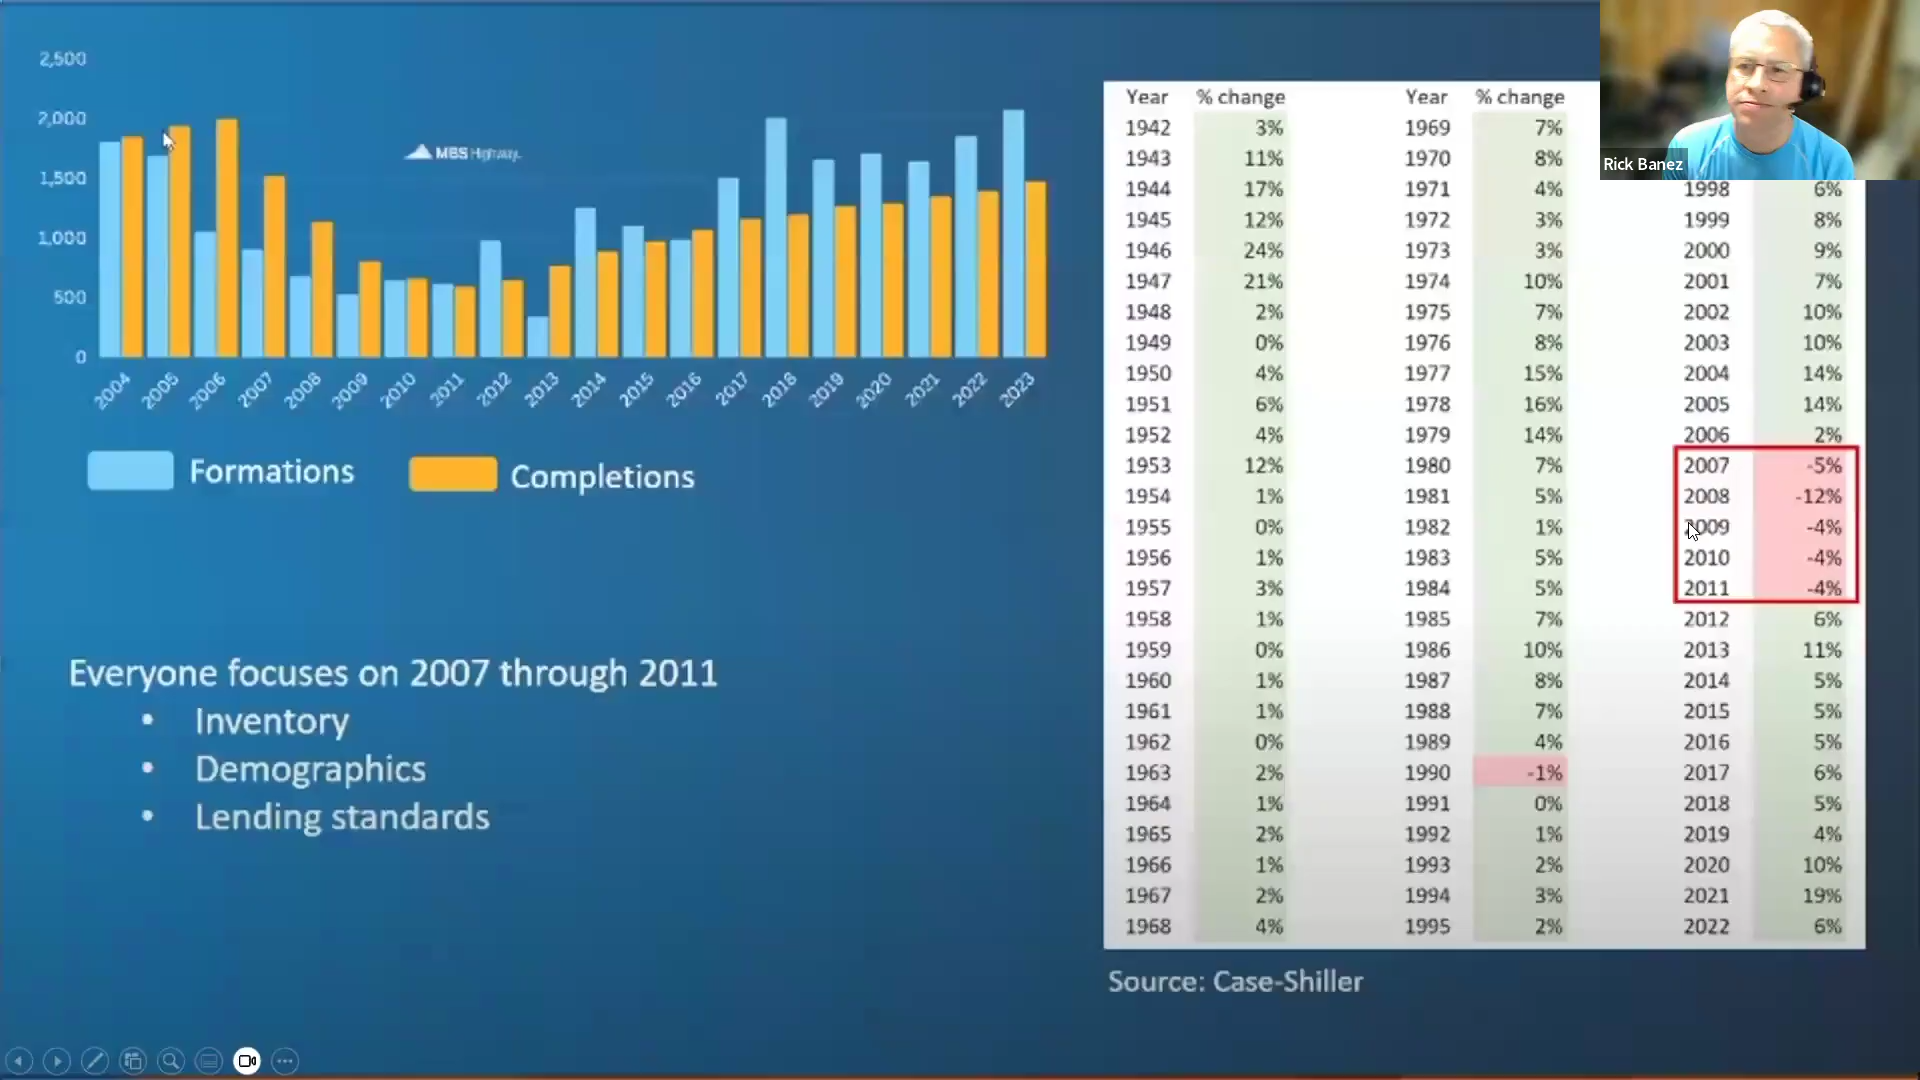 2,500
2,000
1,500
1,000
500
0
MBS Highway
2004 2005 2006 2007 2008 2009 2010 2011 2012 2013 2014 2015 2016 2017 2018 2019 2020 2021 2022 2023
Formations Completions
Everyone focuses on 2007 through 2011
• Inventory
• Demographics
• Lending standards
Year % change Year % change
1942 3% 1969 7%
1943 11% 1970 8%
1944 17% 1971 4% 1998 6%
1945 12% 1972 3% 1999 8%
1946 24% 1973 3% 2000 9%
1947 21% 1974 10% 2001 7%
1948 2% 1975 7% 2002 10%
1949 0% 1976 8% 2003 10%
1950 4% 1977 15% 2004 14%
1951 6% 1978 16% 2005 14%
1952 4% 1979 14% 2006 2%
1953 12% 1980 7% 2007 -5%
1954 1% 1981 5% 2008 -12%
1955 0% 1982 1% 2009 -4%
1956 1% 1983 5% 2010 -4%
1957 3% 1984 5% 2011 -4%
1958 1% 1985 7% 2012 6%
1959 0% 1986 10% 2013 11%
1960 1% 1987 8% 2014 5%
1961 1% 1988 7% 2015 5%
1962 0% 1989 4% 2016 5%
1963 2% 1990 -1% 2017 6%
1964 1% 1991 0% 2018 5%
1965 2% 1992 1% 2019 4%
1966 1% 1993 2% 2020 10%
1967 2% 1994 3% 2021 19%
1968 4% 1995 2% 2022 6%
Source: Case-Shiller
Rick Banez